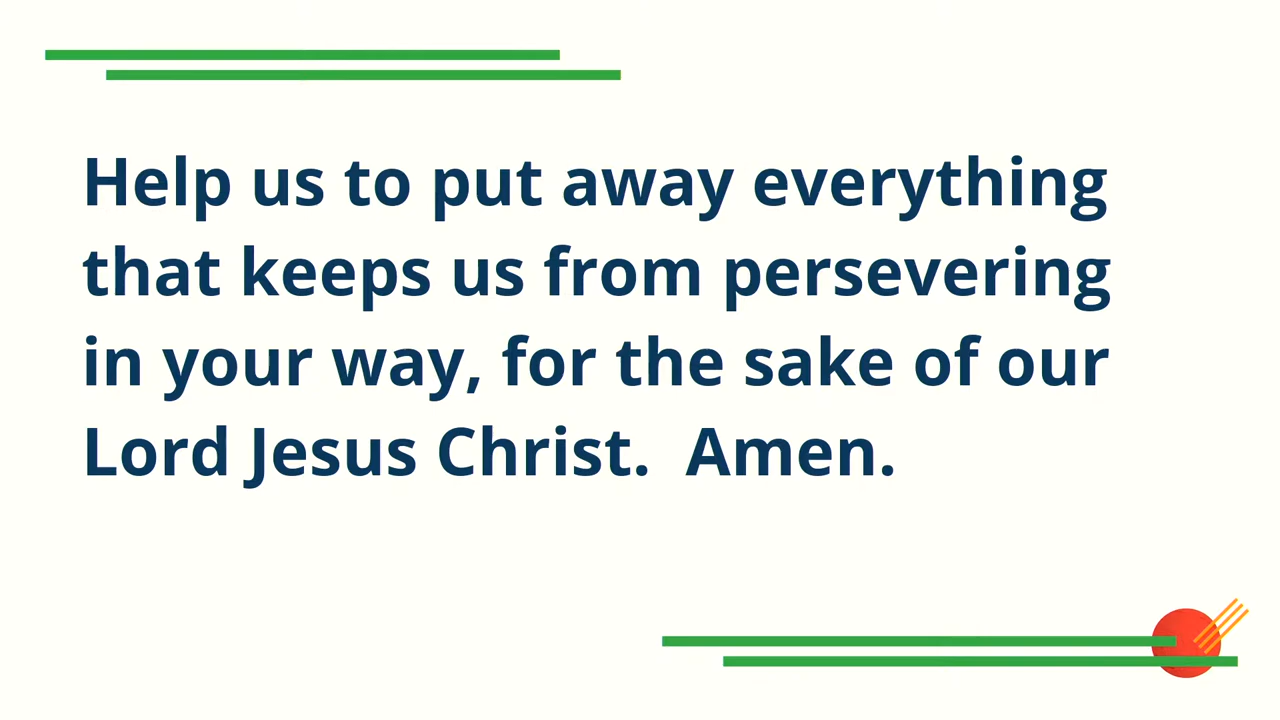 Help us to put away everything
that keeps us from persevering
in your way, for the sake of our
Lord Jesus Christ.  Amen.